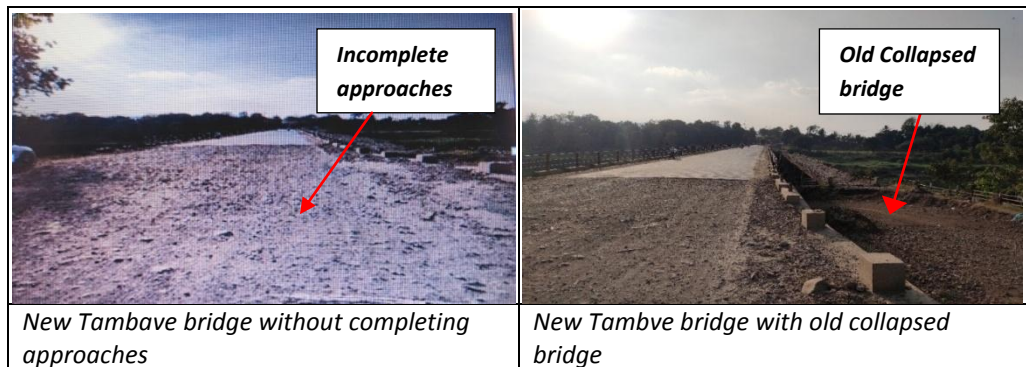 Incomplete
approaches
Old Collapsed
bridge
New Tambave bridge without completing
approaches
New Tambve bridge with old collapsed
bridge